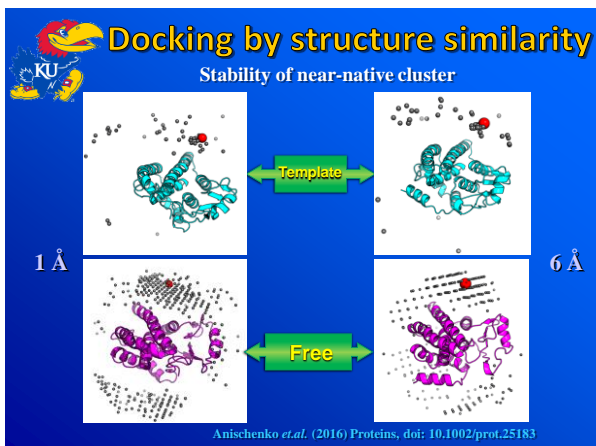 KU
Docking by structure similarity
Stability of near-native cluster
Template
1 Å
6 Å
Free
Anischenko et.al. (2016) Proteins, doi: 10.1002/prot.25183